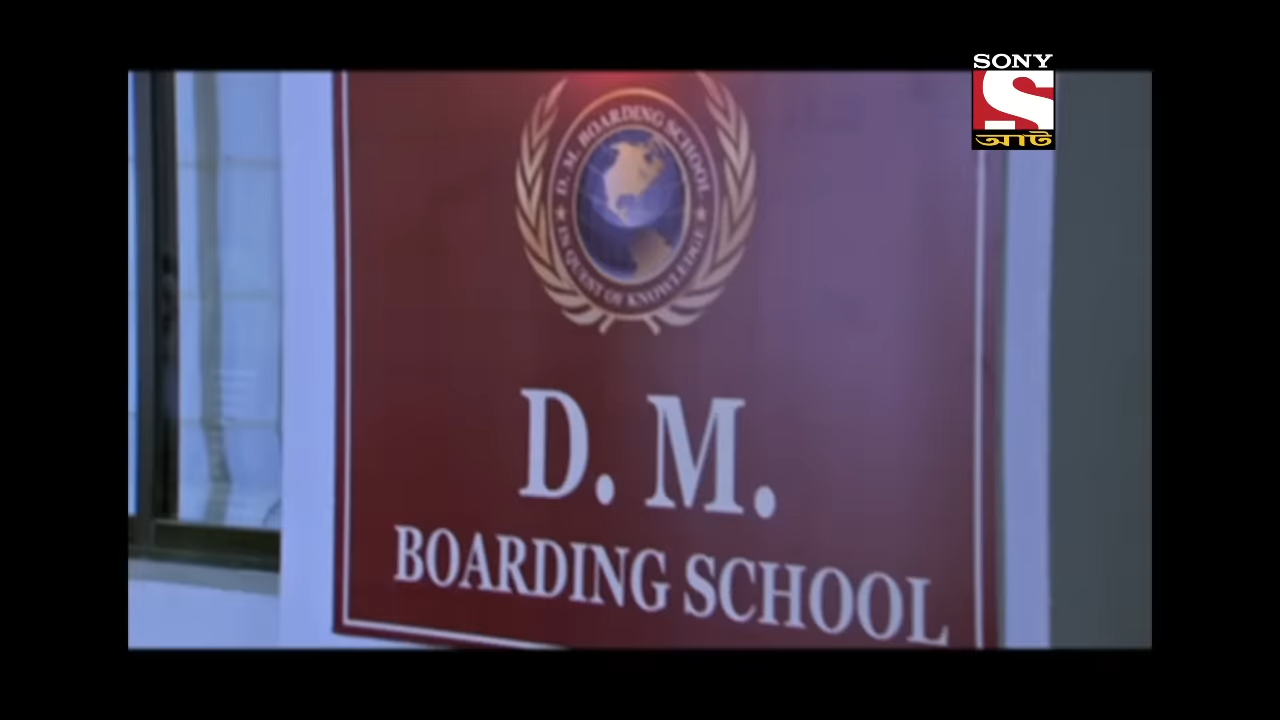 SONY
আট
D. M. BOARDING SCHOOL
★ IN QUEST OF KNOWLEDGE ★
D. M.
BOARDING SCHOOL